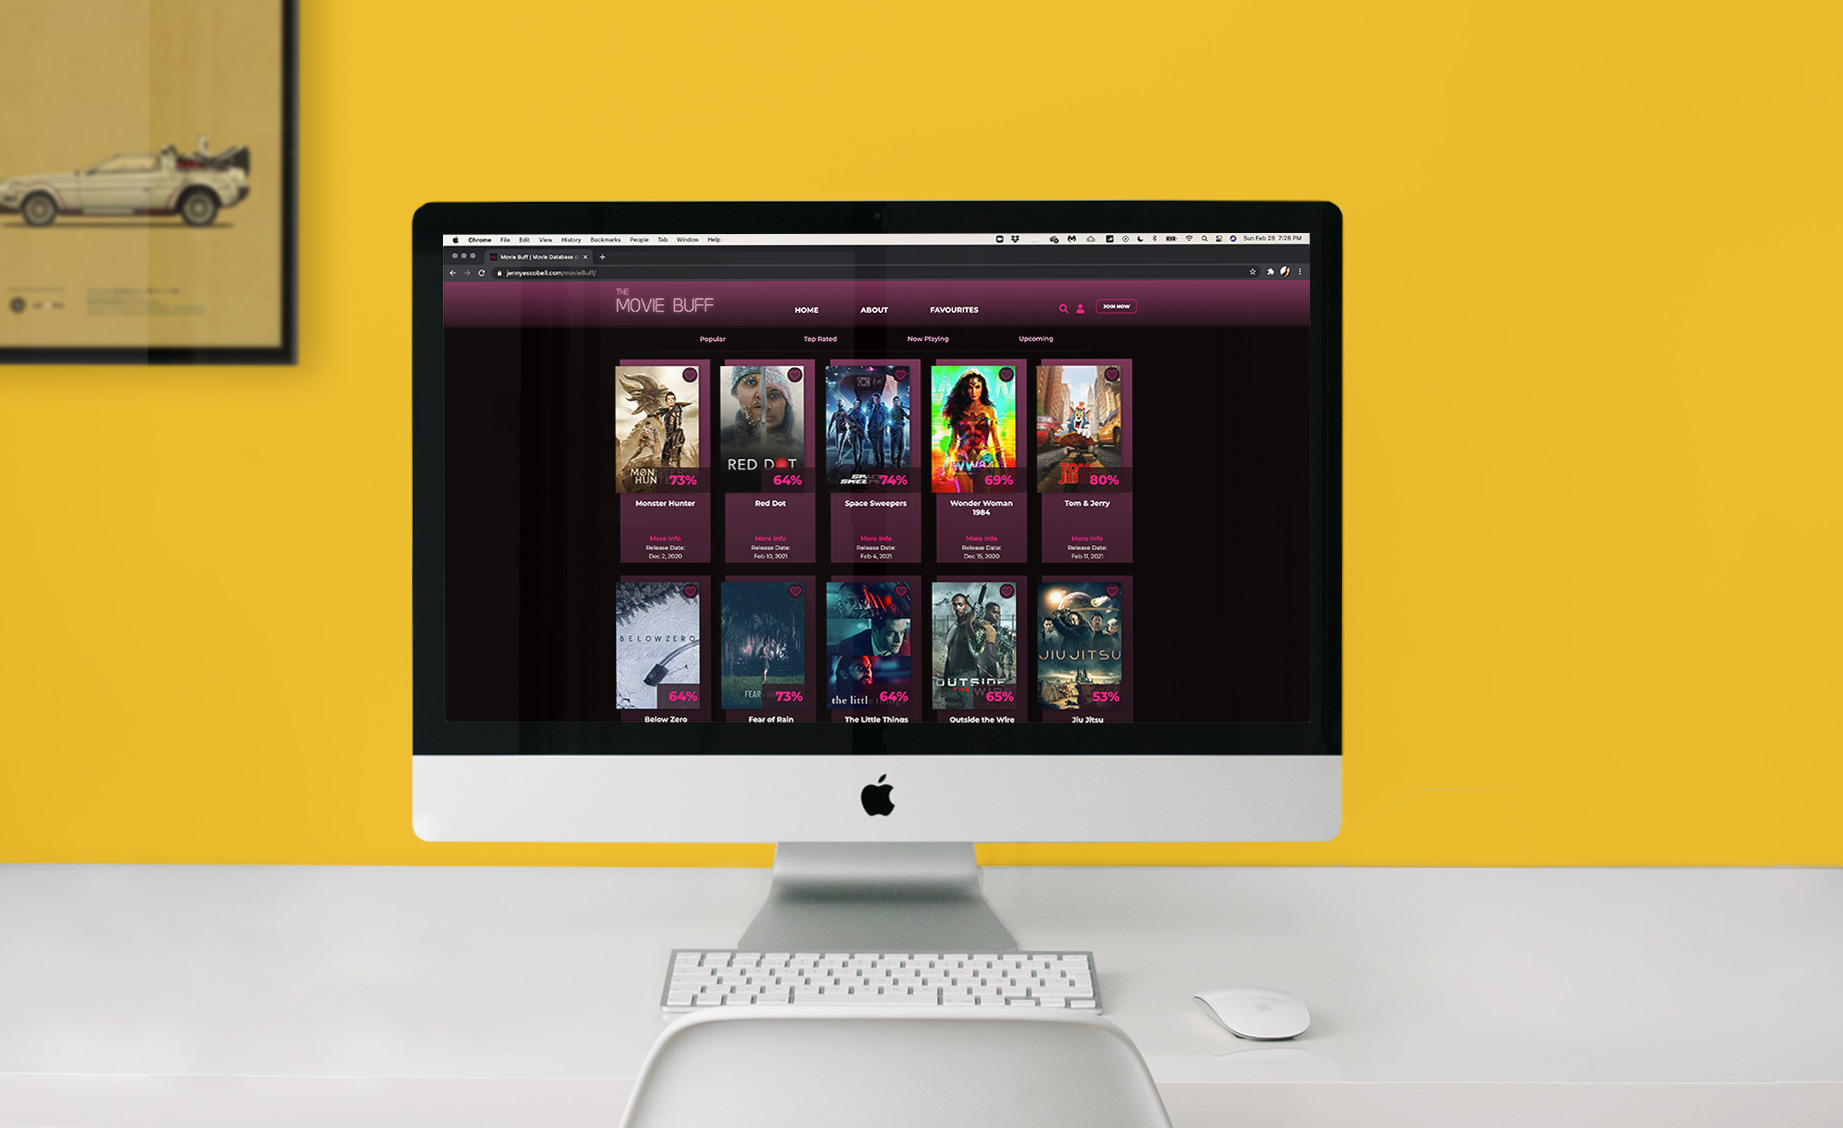 Chrome File Edit View History Bookmarks People Tab Window Help
Sun Feb 28 7:28 PM
Movie Buff | Movie Database
jennyescobell.com/movieBuff/
THE
MOVIE BUFF
HOME ABOUT FAVOURITES
JOIN NOW
Popular Top Rated Now Playing Upcoming
MON
HUN
73%
RED DOT
64%
SPACE
SWEEPE
74%
WW84
69%
TOM
80%
Monster Hunter
Red Dot
Space Sweepers
Wonder Woman
1984
Tom & Jerry
More Info
Release Date:
Dec 2, 2020
More Info
Release Date:
Feb 10, 2021
More Info
Release Date:
Feb 4, 2021
More Info
Release Date:
Dec 15, 2020
More Info
Release Date:
Feb 11, 2021
BELOW ZERO
64%
FEAR
73%
the little things
64%
OUTSIDE
THE WIRE
65%
JIU JITSU
53%
Below Zero
Fear of Rain
The Little Things
Outside the Wire
Jiu Jitsu